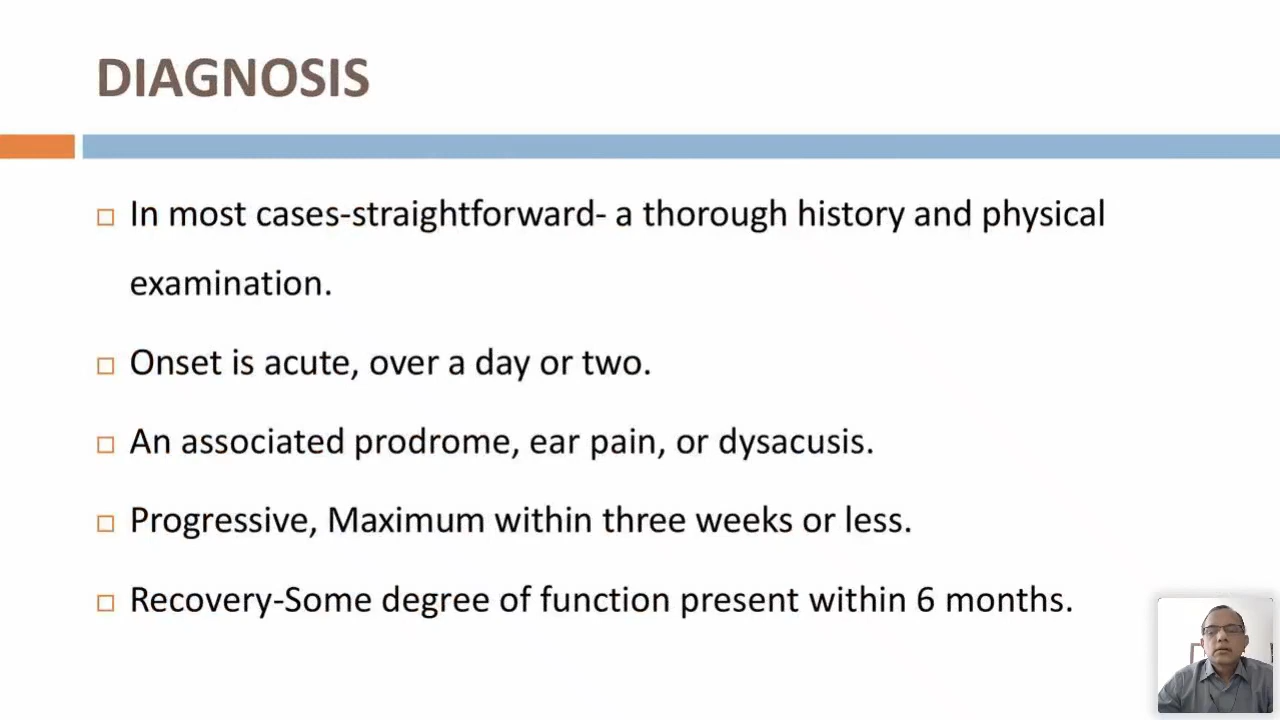 DIAGNOSIS
In most cases-straightforward- a thorough history and physical
examination.
Onset is acute, over a day or two.
An associated prodrome, ear pain, or dysacusis.
Progressive, Maximum within three weeks or less.
Recovery-Some degree of function present within 6 months.